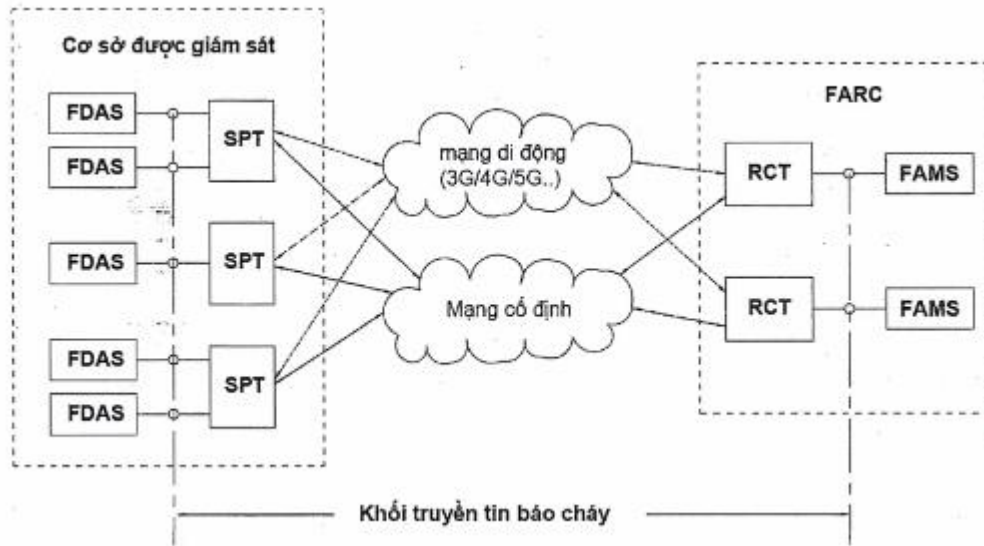 Cơ sở được giám sát
FDAS
FDAS
SPT
FDAS
SPT
FDAS
FDAS
SPT
mạng di động
(3G/4G/5G..)
Mạng cố định
FARC
RCT
FAMS
RCT
FAMS
Khối truyền tin báo cháy